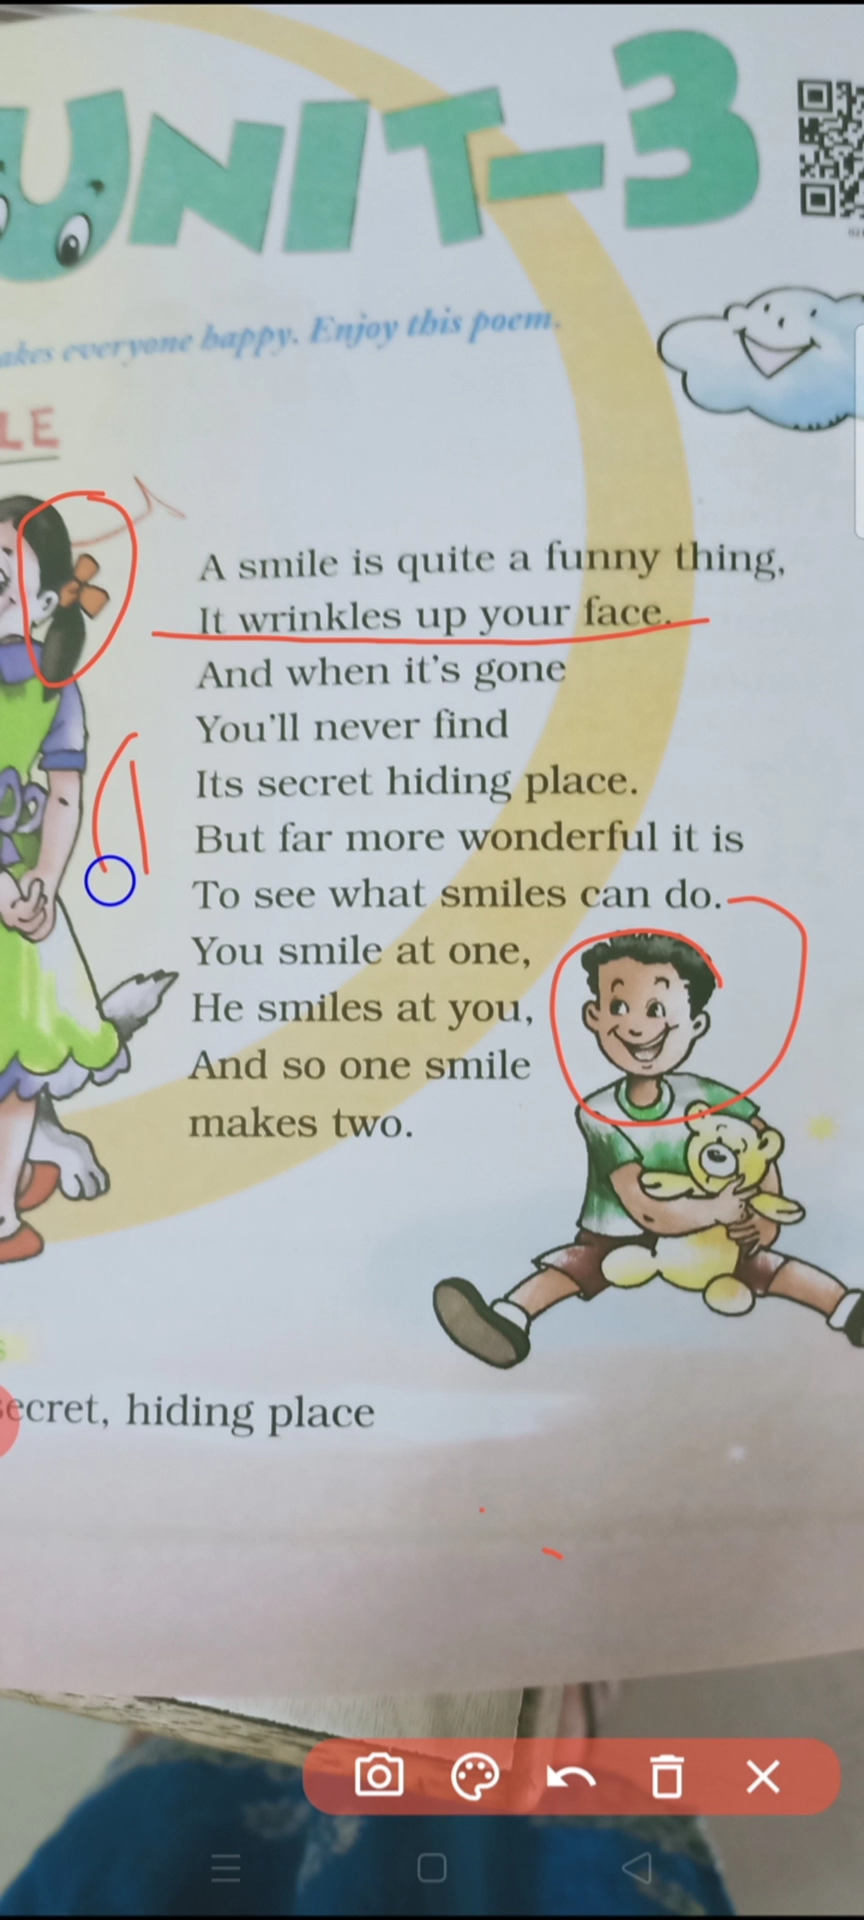 UNIT-3
everyone happy. Enjoy this poem.
A smile is quite a funny thing,
It wrinkles up your face.
And when it's gone
You'll never find
Its secret hiding place.
But far more wonderful it is
To see what smiles can do.
You smile at one,
He smiles at you,
And so one smile
makes two.
secret, hiding place